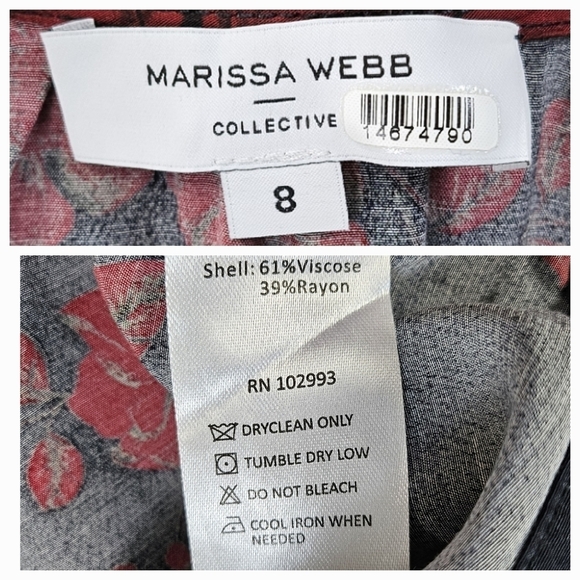 MARISSA WEBB
COLLECTIVE
14674790
8
Shell: 61%Viscose
39%Rayon
RN 102993
DRYCLEAN ONLY
TUMBLE DRY LOW
DO NOT BLEACH
COOL IRON WHEN
NEEDED